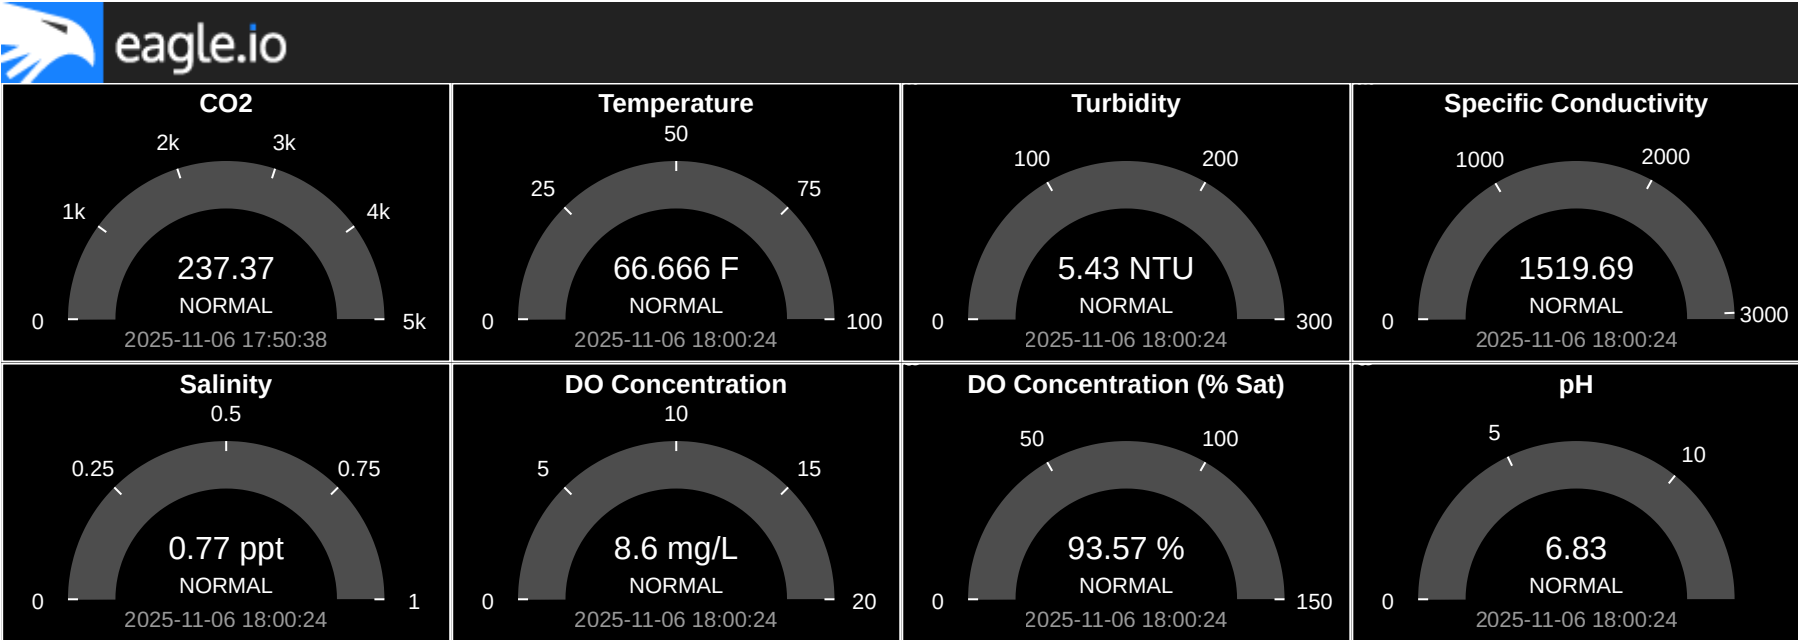 eagle.io
CO2
2k
3k
1k
4k
237.37
NORMAL
0
5k
2025-11-06 17:50:38
Temperature
50
25
75
66.666 F
NORMAL
0
100
2025-11-06 18:00:24
Turbidity
100
200
5.43 NTU
NORMAL
0
300
2025-11-06 18:00:24
Specific Conductivity
1000
2000
1519.69
NORMAL
0
3000
2025-11-06 18:00:24
Salinity
0.5
0.25
0.75
0.77 ppt
NORMAL
0
1
2025-11-06 18:00:24
DO Concentration
10
5
15
8.6 mg/L
NORMAL
0
20
2025-11-06 18:00:24
DO Concentration (% Sat)
50
100
93.57 %
NORMAL
0
150
2025-11-06 18:00:24
pH
5
10
6.83
NORMAL
0
2025-11-06 18:00:24